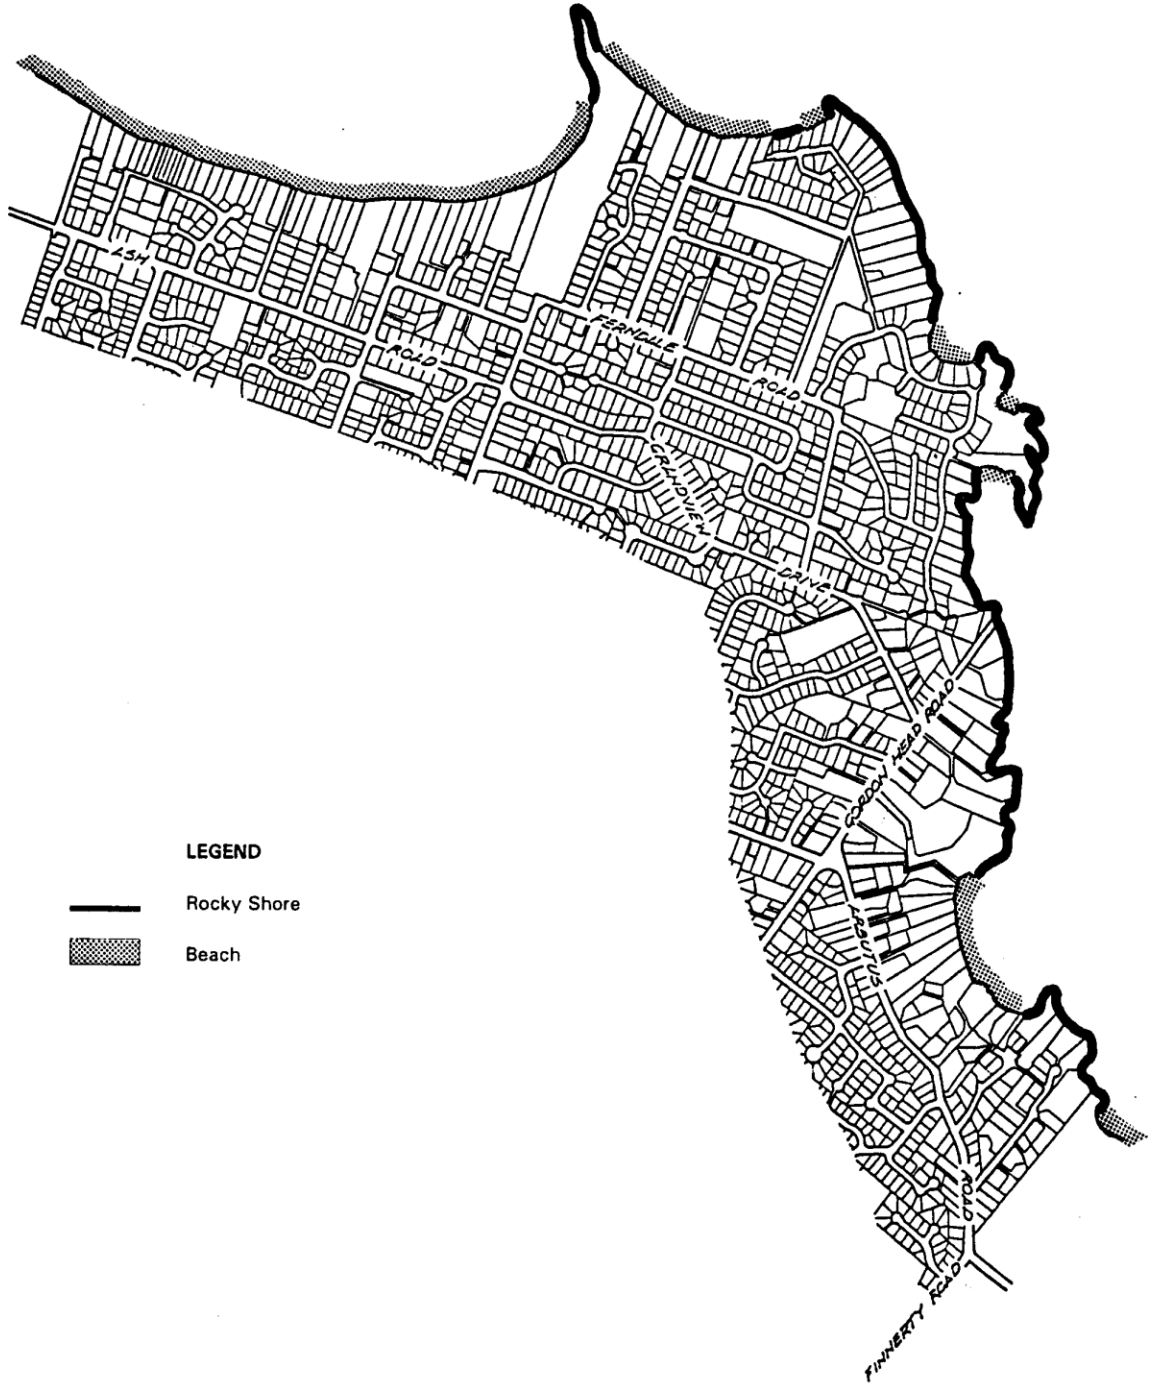 ASH
ROAD
FERNDALE
ROAD
GRANDVIEW
DRIVE
GORDON HEAD ROAD
ARBUTUS
ROAD
FINNERTY ROAD
LEGEND
Rocky Shore
Beach